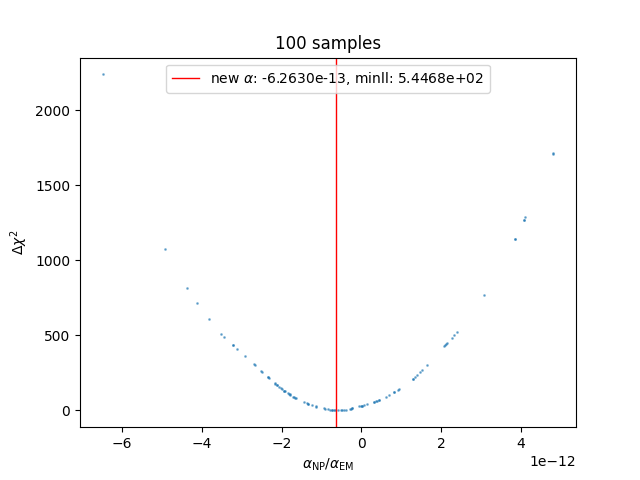 100 samples
new α: -6.2630e-13, minll: 5.4468e+02
Δχ²
2000
1500
1000
500
0
−6 −4 −2 0 2 4
1e−12
α_NP/α_EM